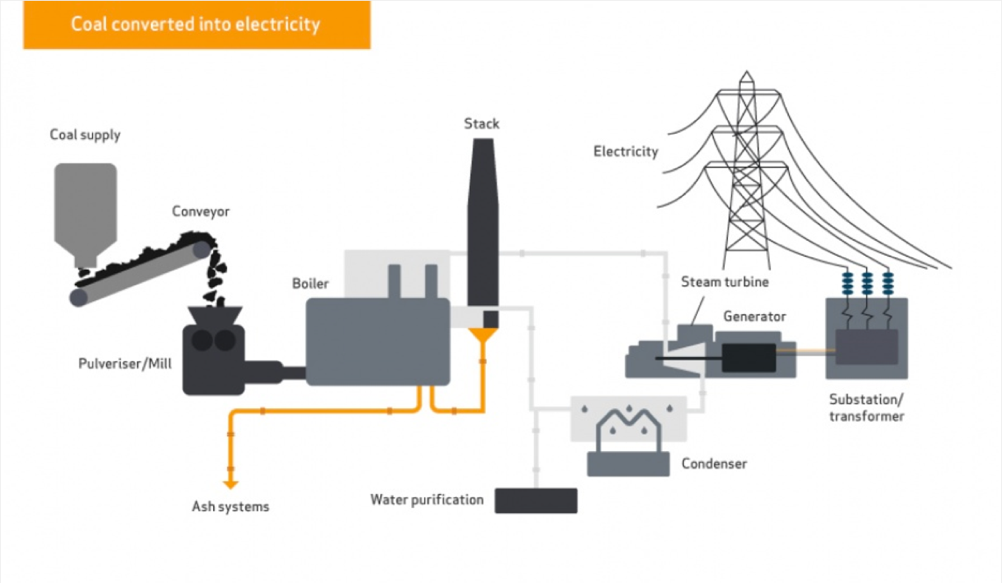 Coal converted into electricity
Coal supply
Stack
Electricity
Conveyor
Boiler
Steam turbine
Generator
Pulveriser/Mill
Substation/
transformer
Condenser
Water purification
Ash systems